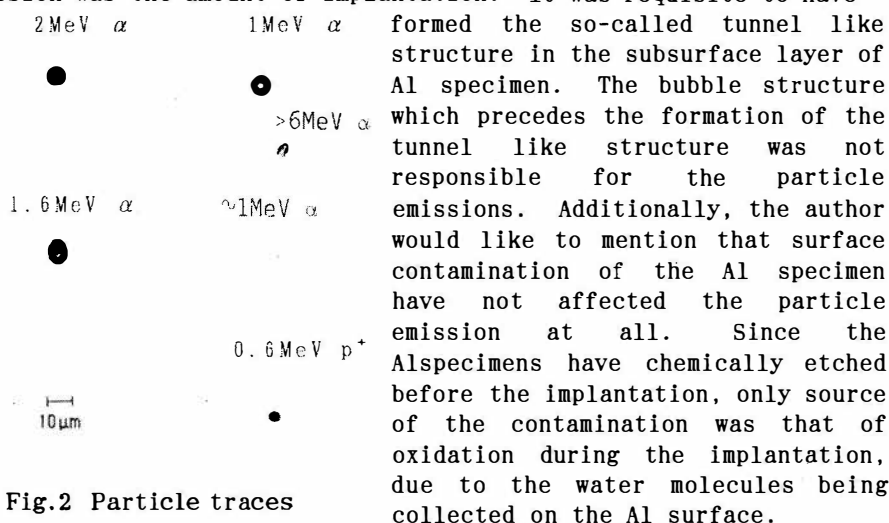 2MeV α
1MeV α
>6MeV α
1.6MeV α
~1MeV α
0.6MeV p⁺
10μm
Fig.2 Particle traces
formed the so-called tunnel like
structure in the subsurface layer of
Al specimen. The bubble structure
which precedes the formation of the
tunnel like structure was not
responsible for the particle
emissions. Additionally, the author
would like to mention that surface
contamination of the Al specimen
have not affected the particle
emission at all. Since the
Alspecimens have chemically etched
before the implantation, only source
of the contamination was that of
oxidation during the implantation,
due to the water molecules being
collected on the Al surface.